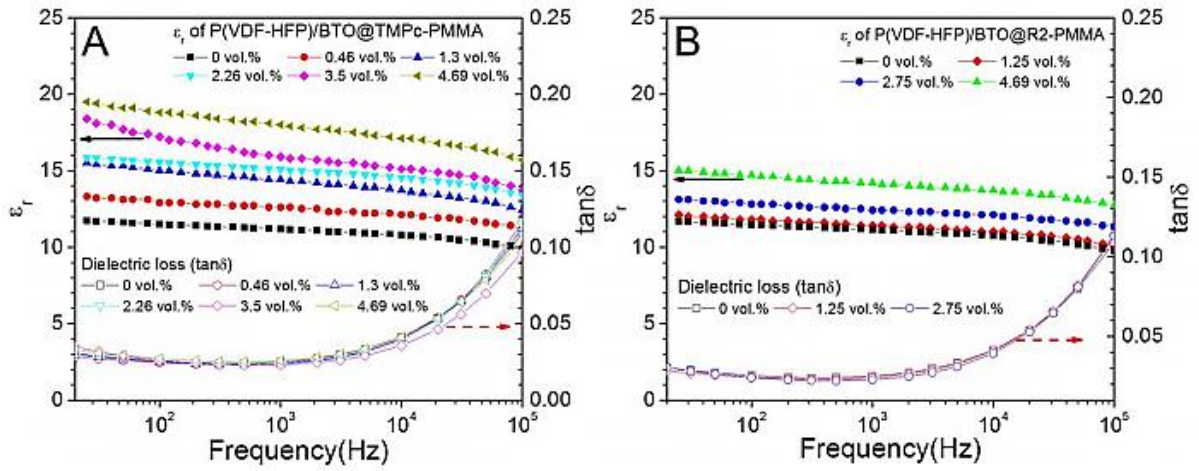 A
εr of P(VDF-HFP)/BTO@TMPc-PMMA
0 vol.% 0.46 vol.% 1.3 vol.%
2.26 vol.% 3.5 vol.% 4.69 vol.%
25
20
15
10
5
0
εr
0.25
0.20
0.15
0.10
0.05
0.00
tanδ
Dielectric loss (tanδ)
0 vol.% 0.46 vol.% 1.3 vol.%
2.26 vol.% 3.5 vol.% 4.69 vol.%
10² 10³ 10⁴ 10⁵
Frequency(Hz)
B
εr of P(VDF-HFP)/BTO@R2-PMMA
0 vol.% 1.25 vol.%
2.75 vol.% 4.69 vol.%
25
20
15
10
5
0
εr
0.25
0.20
0.15
0.10
0.05
tanδ
Dielectric loss (tanδ)
0 vol.% 1.25 vol.% 2.75 vol.%
10² 10³ 10⁴ 10⁵
Frequency(Hz)